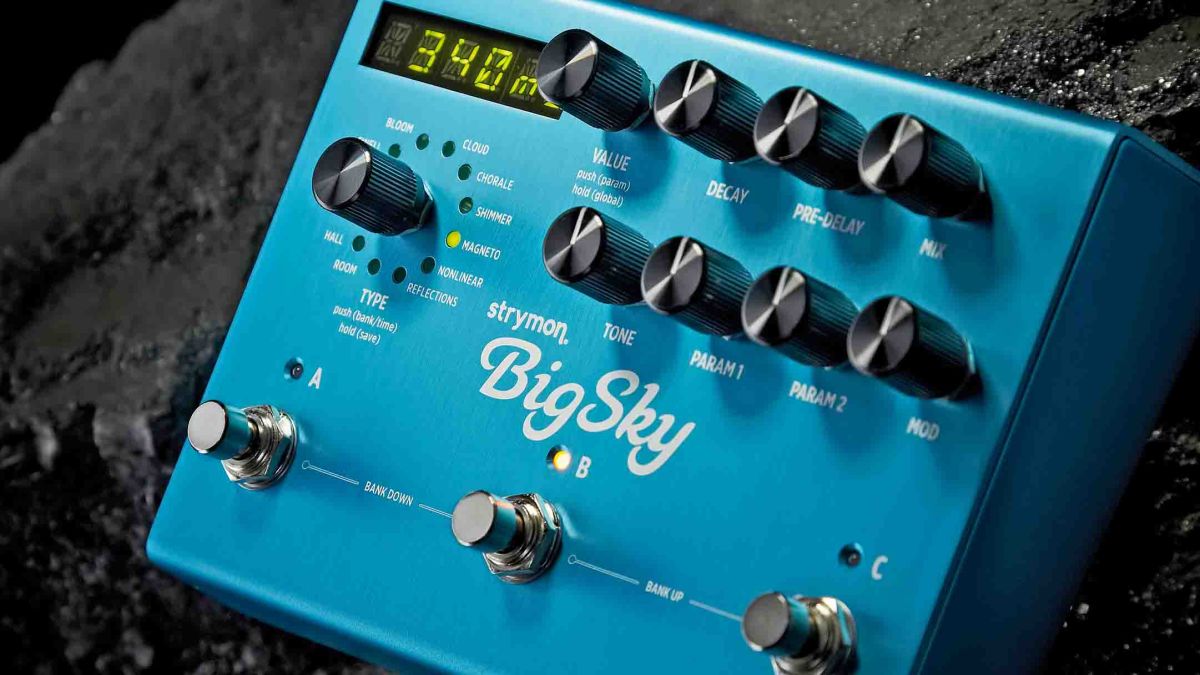 340m
BLOOM
CLOUD
CHORALE
SHIMMER
MAGNETO
NONLINEAR
REFLECTIONS
ROOM
HALL
TYPE
push (bank/time)
hold (save)
VALUE
push (param)
hold (global)
DECAY
PRE-DELAY
MIX
TONE
PARAM 1
PARAM 2
MOD
strymon.
BigSky
A
B
C
BANK DOWN
BANK UP